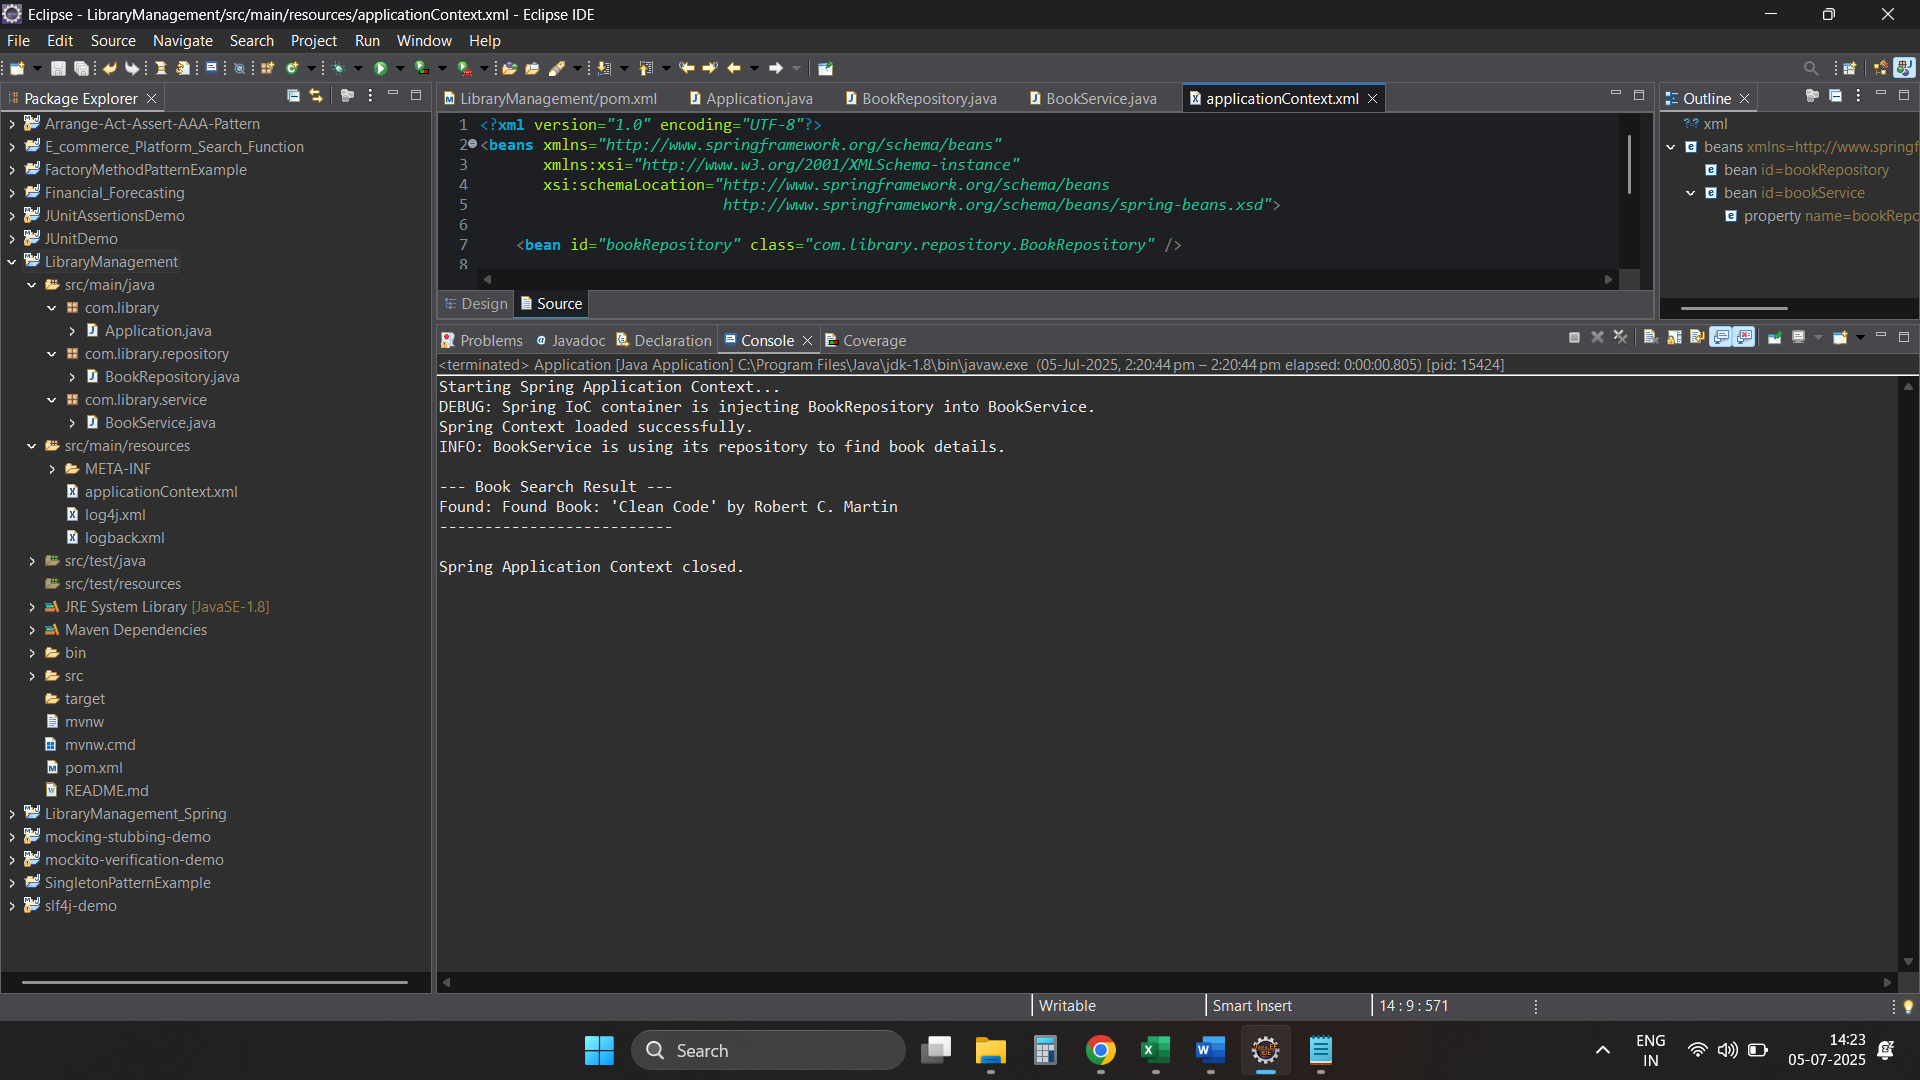 Eclipse - LibraryManagement/src/main/resources/applicationContext.xml - Eclipse IDE
File Edit Source Navigate Search Project Run Window Help
Package Explorer
Arrange-Act-Assert-AAA-Pattern
E_commerce_Platform_Search_Function
FactoryMethodPatternExample
Financial_Forecasting
JUnitAssertionsDemo
JUnitDemo
LibraryManagement
src/main/java
com.library
Application.java
com.library.repository
BookRepository.java
com.library.service
BookService.java
src/main/resources
META-INF
applicationContext.xml
log4j.xml
logback.xml
src/test/java
src/test/resources
JRE System Library [JavaSE-1.8]
Maven Dependencies
bin
src
target
mvnw
mvnw.cmd
pom.xml
README.md
LibraryManagement_Spring
mocking-stubbing-demo
mockito-verification-demo
SingletonPatternExample
slf4j-demo
LibraryManagement/pom.xml Application.java BookRepository.java BookService.java applicationContext.xml
1 <?xml version="1.0" encoding="UTF-8"?>
2 <beans xmlns="http://www.springframework.org/schema/beans"
3 xmlns:xsi="http://www.w3.org/2001/XMLSchema-instance"
4 xsi:schemaLocation="http://www.springframework.org/schema/beans
5 http://www.springframework.org/schema/beans/spring-beans.xsd">
6
7 <bean id="bookRepository" class="com.library.repository.BookRepository" />
8
Design Source
Outline
?? xml
beans xmlns=http://www.springf
bean id=bookRepository
bean id=bookService
property name=bookRepo
Problems Javadoc Declaration Console Coverage
<terminated> Application [Java Application] C:\Program Files\Java\jdk-1.8\bin\javaw.exe (05-Jul-2025, 2:20:44 pm – 2:20:44 pm elapsed: 0:00:00.805) [pid: 15424]
Starting Spring Application Context...
DEBUG: Spring IoC container is injecting BookRepository into BookService.
Spring Context loaded successfully.
INFO: BookService is using its repository to find book details.
--- Book Search Result ---
Found: Found Book: 'Clean Code' by Robert C. Martin
--------------------------
Spring Application Context closed.
Writable Smart Insert 14 : 9 : 571
Search
ENG
IN
14:23
05-07-2025